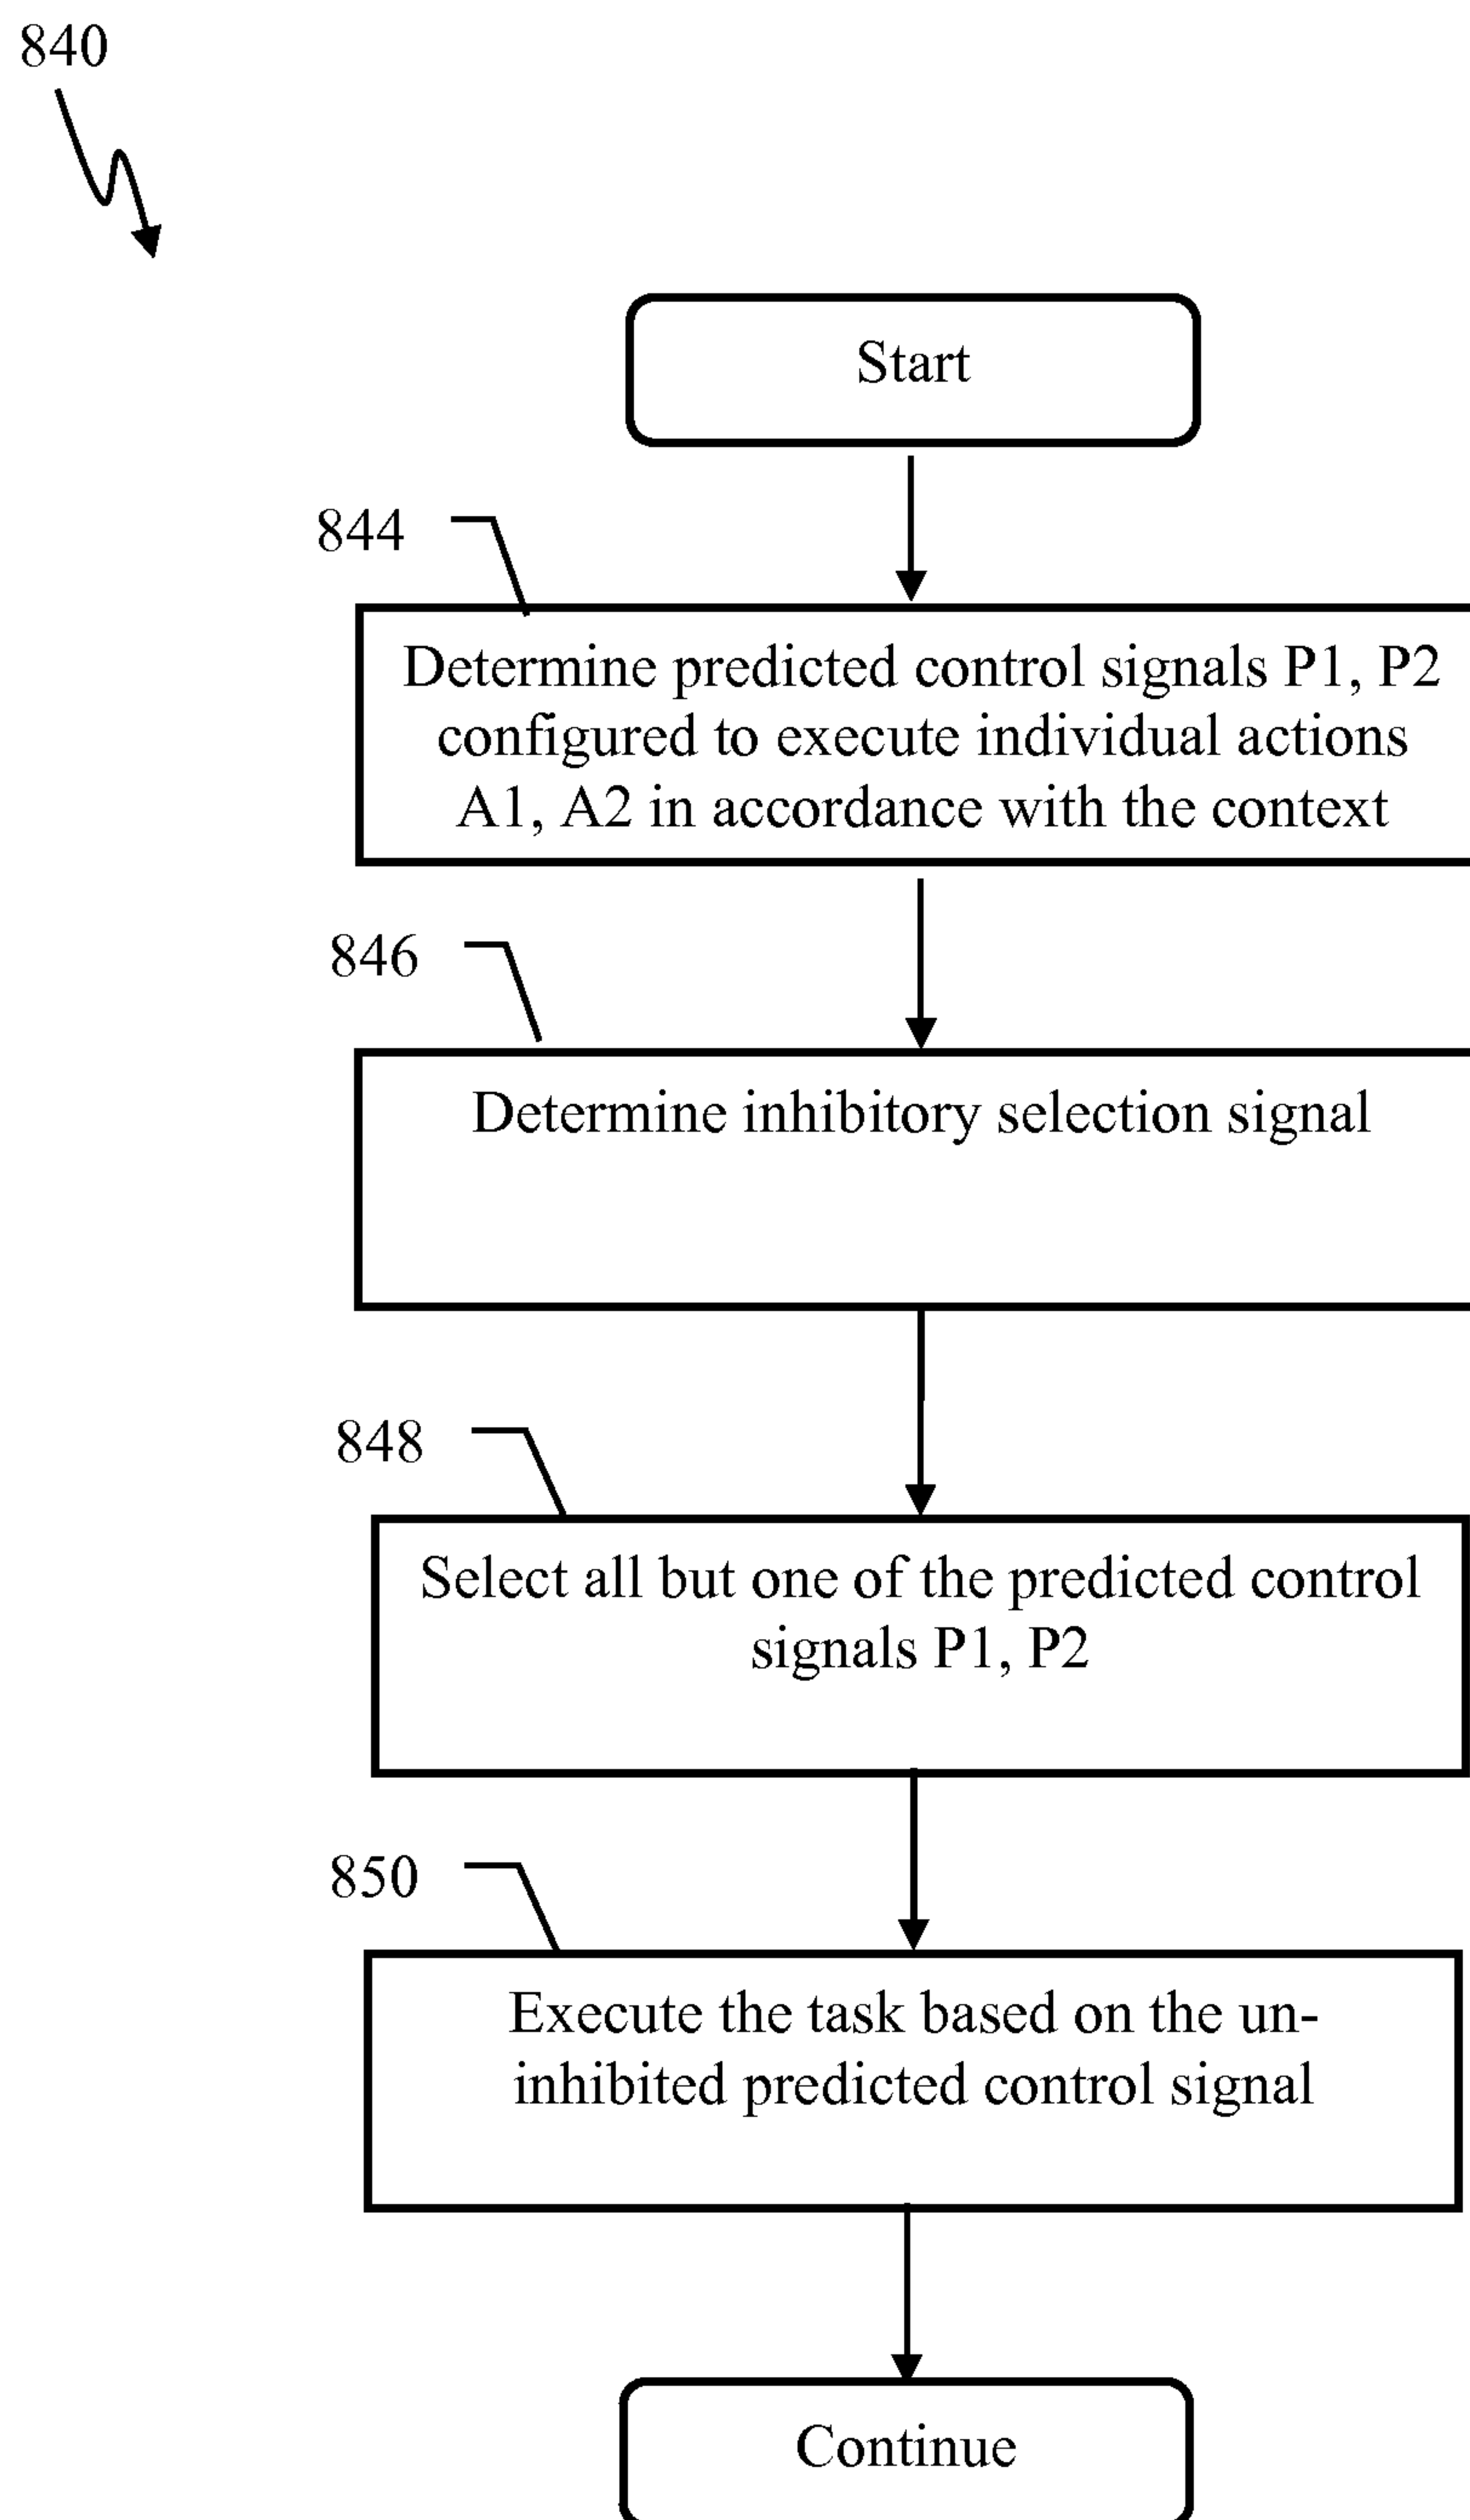 840
Start
844
Determine predicted control signals P1, P2
configured to execute individual actions
A1, A2 in accordance with the context
846
Determine inhibitory selection signal
848
Select all but one of the predicted control
signals P1, P2
850
Execute the task based on the un-
inhibited predicted control signal
Continue